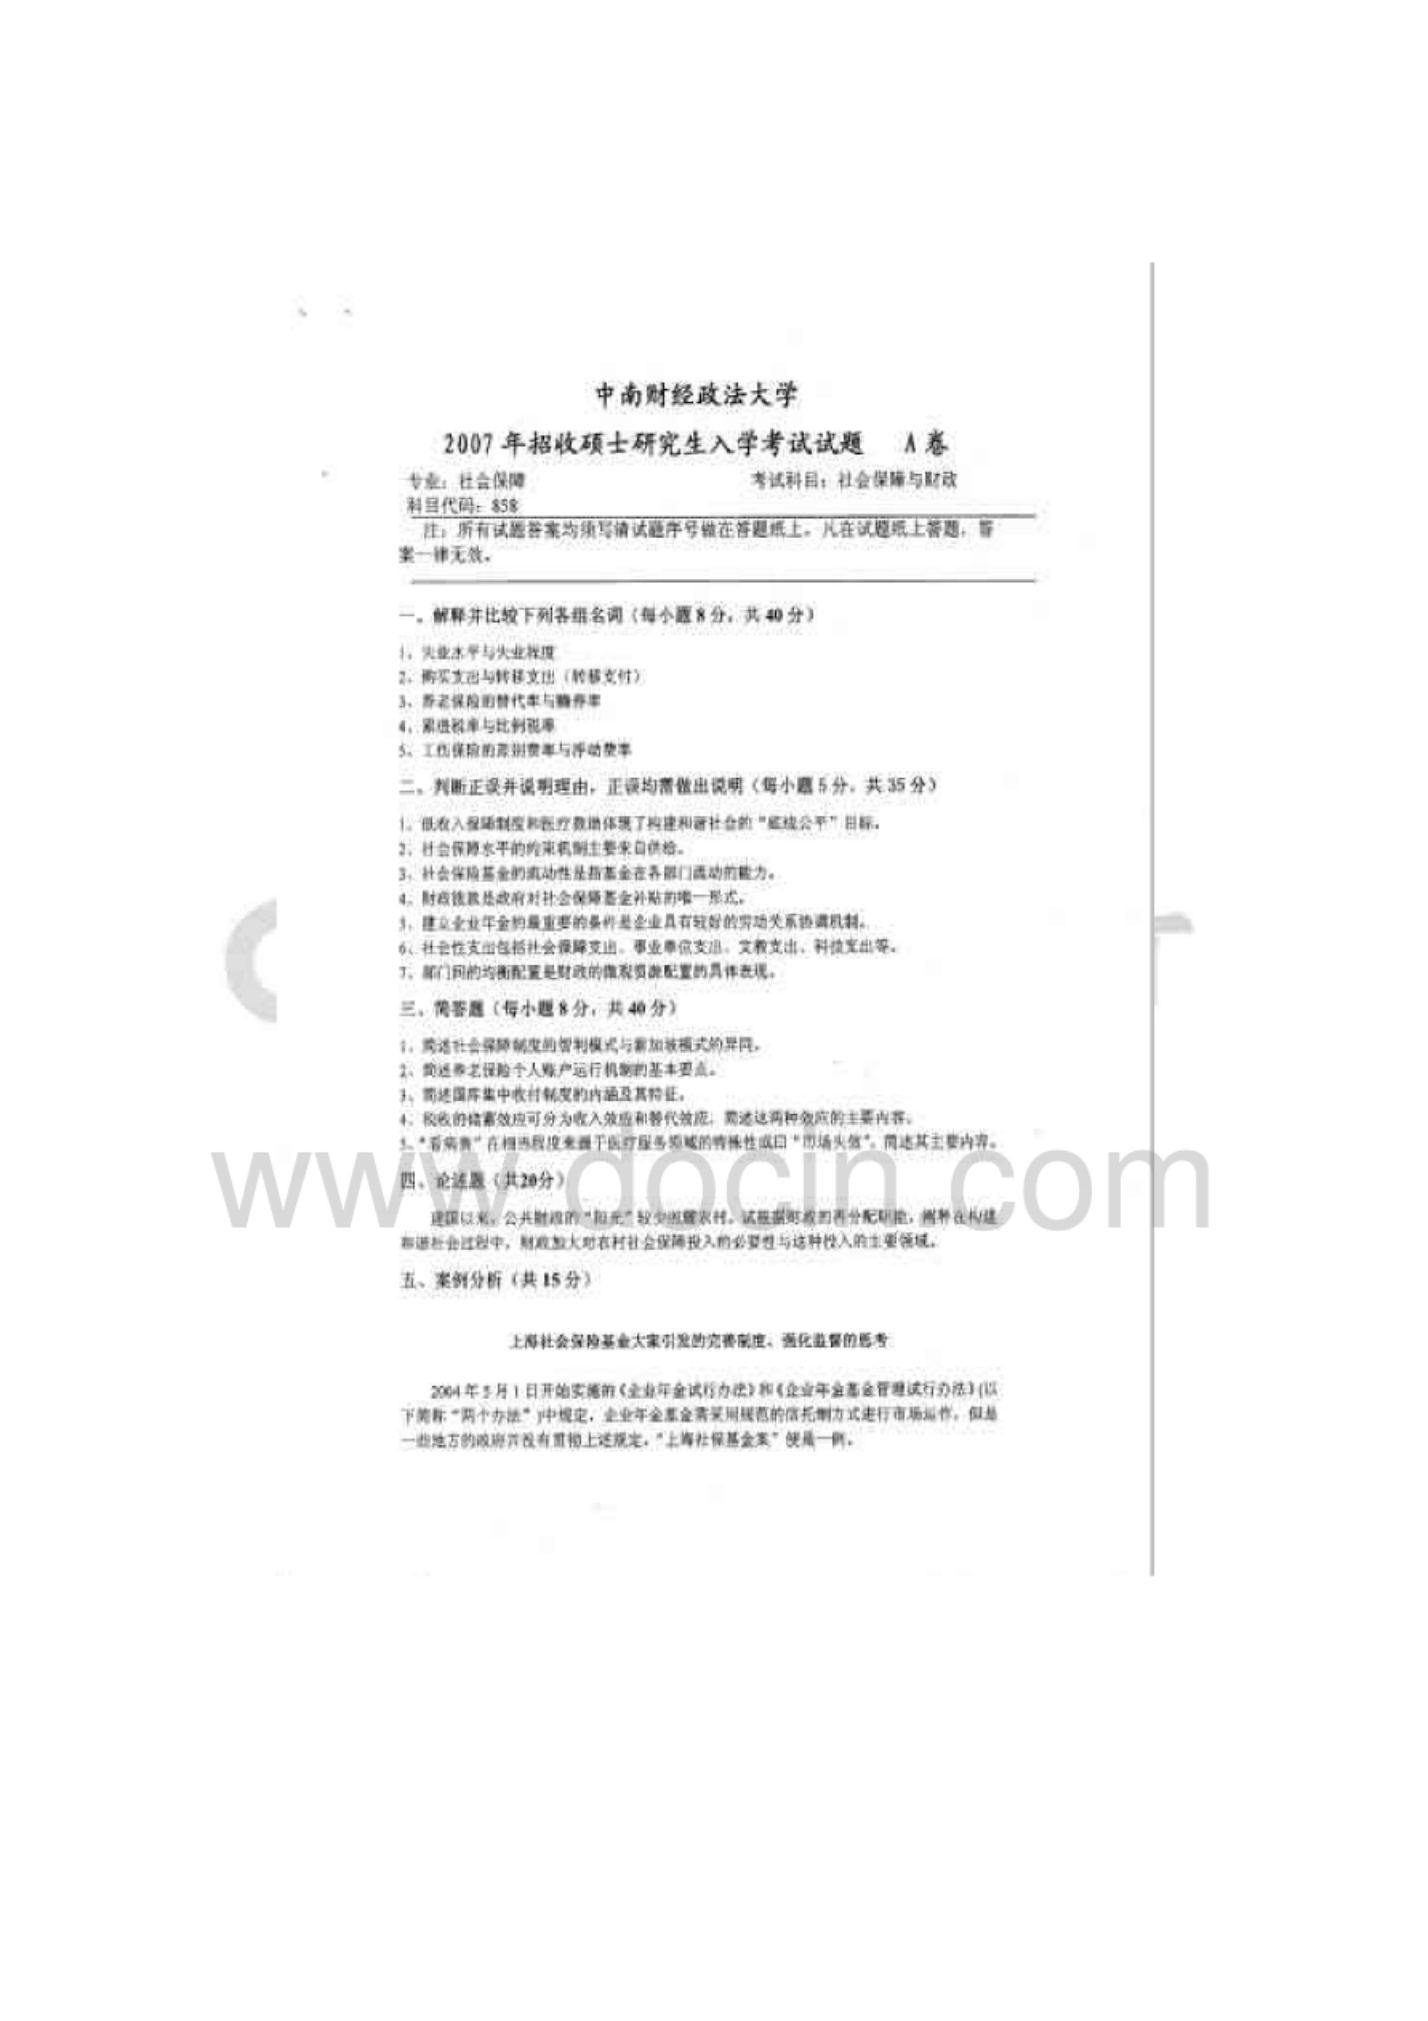 中南财经政法大学
2007 年招收硕士研究生入学考试试题 A 卷
专业：社会保障 考试科目：社会保障与财政
科目代码：858
注：所有试题答案均须写清试题序号做在答题纸上，凡在试题纸上答题，答
案一律无效。
一、解释并比较下列各组名词（每小题 8 分，共 40 分）
1、失业水平与失业程度
2、购买支出与转移支出（转移支付）
3、养老保险的替代率与赡养率
4、累进税率与比例税率
5、工伤保险的差别费率与浮动费率
二、判断正误并说明理由，正误均需做出说明（每小题 5 分，共 35 分）
1、低收入保障制度和医疗救助体现了构建和谐社会的“底线公平”目标。
2、社会保障水平的约束机制主要来自供给。
3、社会保险基金的流动性是指基金在各部门流动的能力。
4、财政拨款是政府对社会保障基金补贴的唯一形式。
5、建立企业年金的最重要的条件是企业具有较好的劳动关系协调机制。
6、社会性支出包括社会保障支出、事业单位支出、文教支出、科技支出等。
7、部门间的均衡配置是财政的微观资源配置的具体表现。
三、简答题（每小题 8 分，共 40 分）
1、简述社会保障制度的智利模式与新加坡模式的异同。
2、简述养老保险个人账户运行机制的基本要点。
3、简述国库集中收付制度的内涵及其特征。
4、税收的储蓄效应可分为收入效应和替代效应，简述这两种效应的主要内容。
5、“看病贵”在相当程度来源于医疗服务领域的特殊性或曰“市场失效”，简述其主要内容。
www.docin.com
四、论述题（共20分）
建国以来，公共财政的“阳光”较少照耀农村，试根据财政的再分配职能，阐释在构建
和谐社会过程中，财政加大对农村社会保障投入的必要性与这种投入的主要领域。
五、案例分析（共 15 分）
上海社会保险基金大案引发的完善制度、强化监督的思考
2004 年 5 月 1 日开始实施的《企业年金试行办法》和《企业年金基金管理试行办法》(以
下简称“两个办法”)中规定，企业年金基金需采用规范的信托制方式进行市场运作。但是
一些地方的政府并没有贯彻上述规定，“上海社保基金案”便是一例。